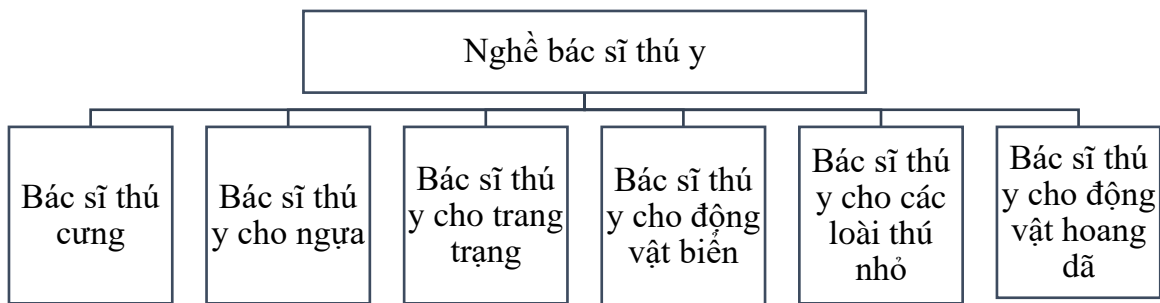 Nghề bác sĩ thú y
Bác sĩ thú
cưng
Bác sĩ thú
y cho ngựa
Bác sĩ thú
y cho trang
trạng
Bác sĩ thú
y cho động
vật biển
Bác sĩ thú
y cho các
loài thú
nhỏ
Bác sĩ thú
y cho động
vật hoang
dã